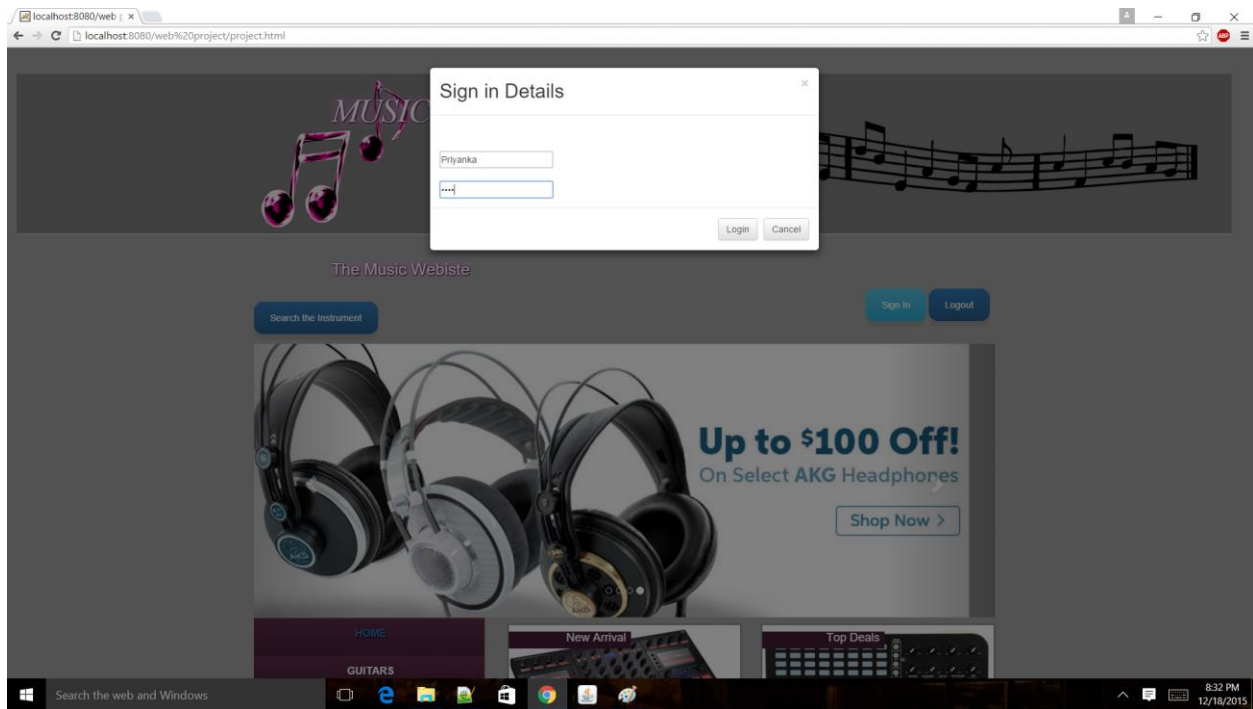 localhost:8080/web p
localhost:8080/web%20project/project.html
ABP
Sign in Details
MUSIC
Priyanka
••••
Login
Cancel
The Music Webiste
Search the Instrument
Sign In
Logout
Up to $100 Off!
On Select AKG Headphones
Shop Now >
HOME
New Arrival
Top Deals
GUITARS
Search the web and Windows
8:32 PM
12/18/2015